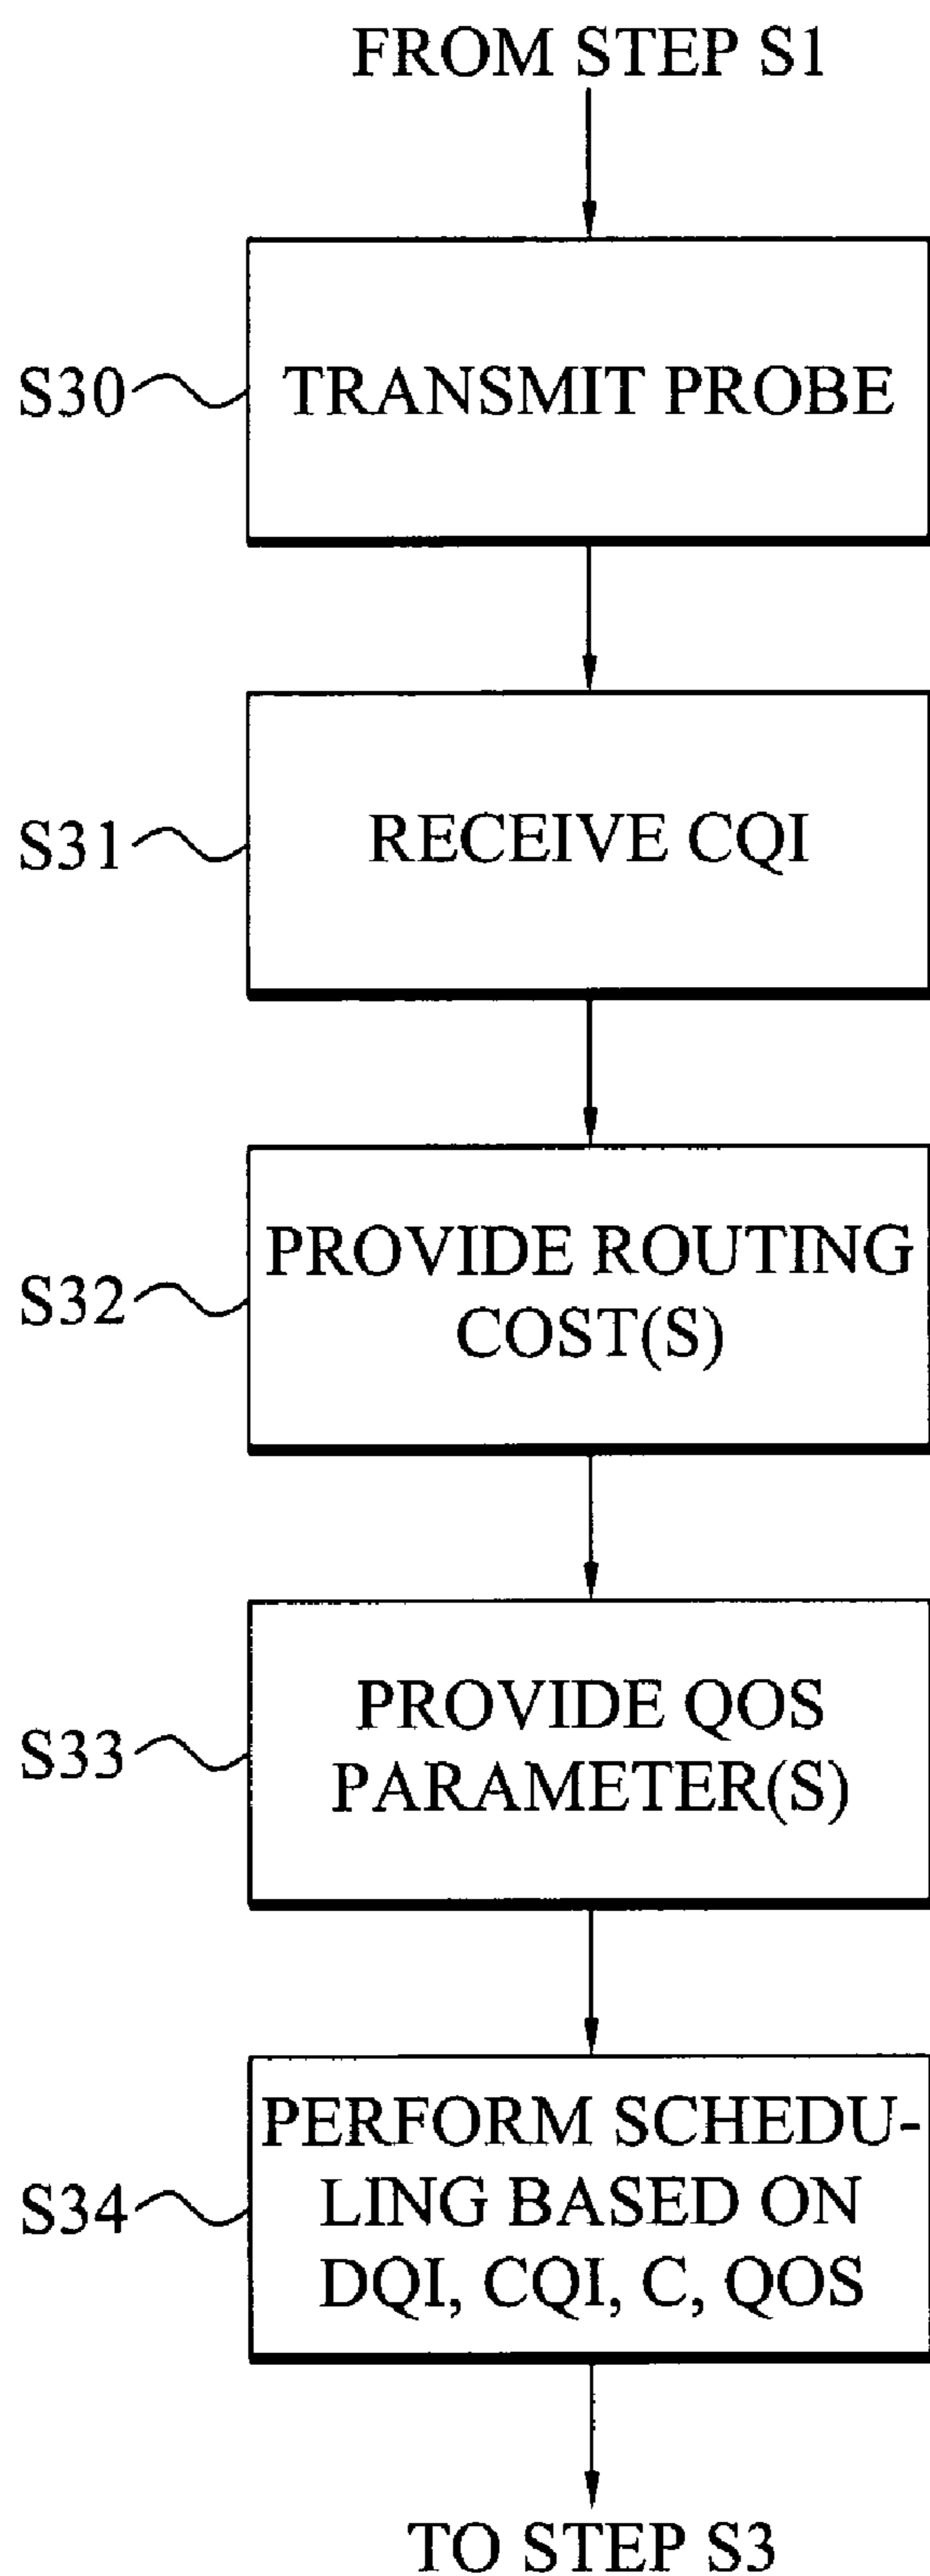 FROM STEP S1
S30
TRANSMIT PROBE
S31
RECEIVE CQI
S32
PROVIDE ROUTING
COST(S)
S33
PROVIDE QOS
PARAMETER(S)
S34
PERFORM SCHEDU-
LING BASED ON
DQI, CQI, C, QOS
TO STEP S3